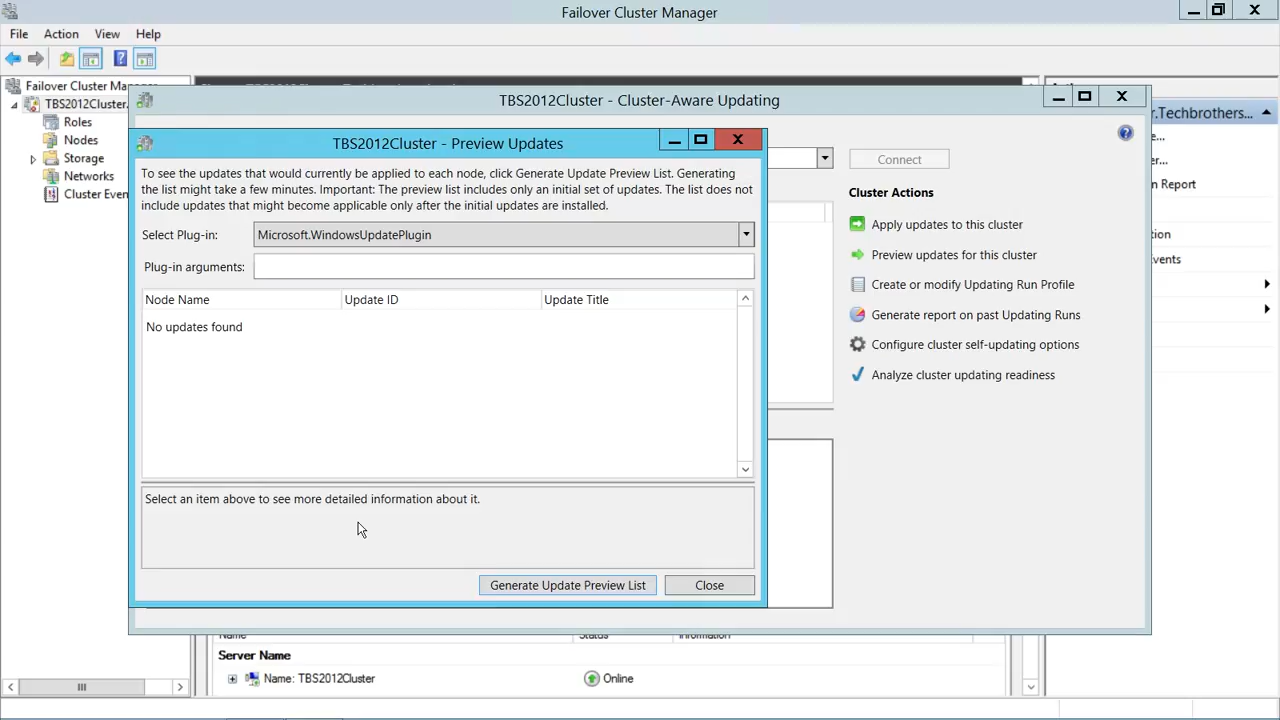 Failover Cluster Manager
File Action View Help
Failover Cluster Mana
TBS2012Cluster.
Roles
Nodes
Storage
Networks
Cluster Even
TBS2012Cluster - Cluster-Aware Updating
Connect
Cluster Actions
Apply updates to this cluster
Preview updates for this cluster
Create or modify Updating Run Profile
Generate report on past Updating Runs
Configure cluster self-updating options
Analyze cluster updating readiness
TBS2012Cluster - Preview Updates
To see the updates that would currently be applied to each node, click Generate Update Preview List. Generating
the list might take a few minutes. Important: The preview list includes only an initial set of updates. The list does not
include updates that might become applicable only after the initial updates are installed.
Select Plug-in: Microsoft.WindowsUpdatePlugin
Plug-in arguments:
Node Name Update ID Update Title
No updates found
Select an item above to see more detailed information about it.
Generate Update Preview List Close
r.Techbrothers...
e...
er...
n Report
tion
vents
Name Status Information
Server Name
Name: TBS2012Cluster Online